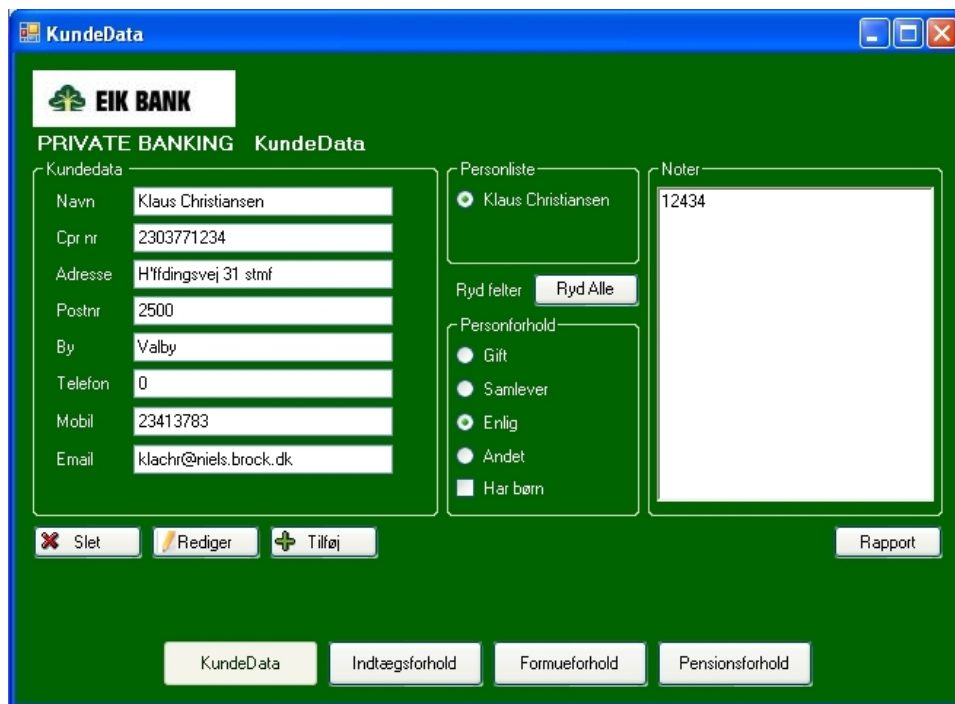 KundeData
EIK BANK
PRIVATE BANKING KundeData
Kundedata
Navn Klaus Christiansen
Cpr nr 2303771234
Adresse H'ffdingsvej 31 stmf
Postnr 2500
By Valby
Telefon 0
Mobil 23413783
Email klachr@niels.brock.dk
Personliste
Klaus Christiansen
Ryd felter Ryd Alle
Personforhold
Gift
Samlever
Enlig
Andet
Har børn
Noter
12434
Slet Rediger Tilføj Rapport
KundeData Indtægsforhold Formueforhold Pensionsforhold